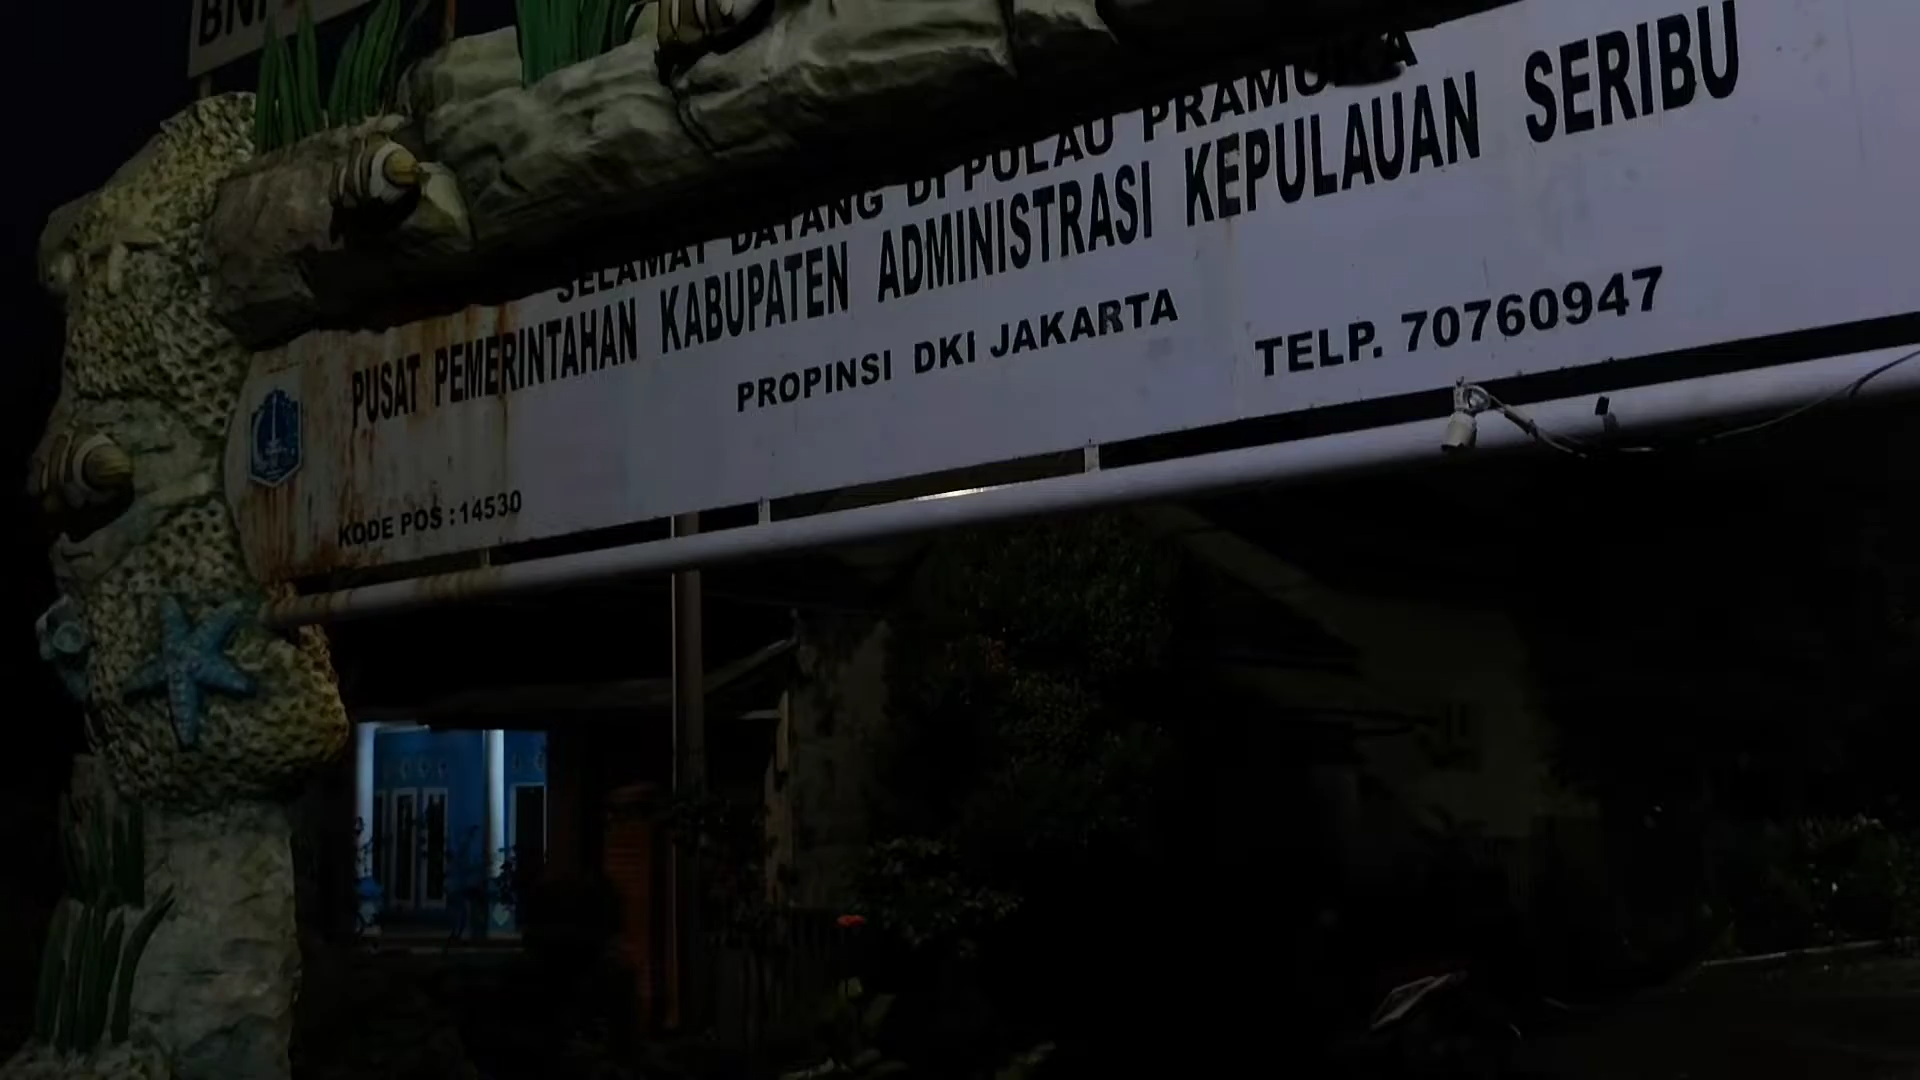 BNI
SELAMAT DATANG DI PULAU PRAMUKA
PUSAT PEMERINTAHAN KABUPATEN ADMINISTRASI KEPULAUAN SERIBU
PROPINSI DKI JAKARTA
TELP. 70760947
KODE POS : 14530